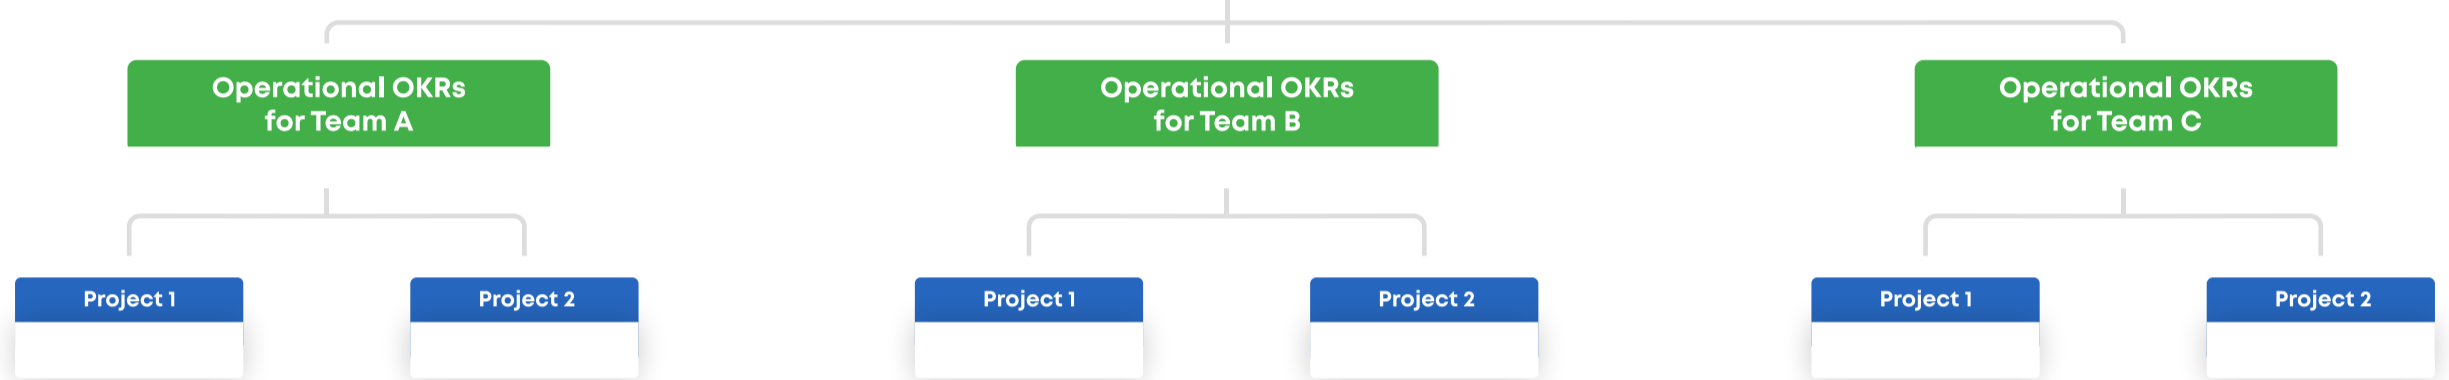 Operational OKRs
for Team A
Operational OKRs
for Team B
Operational OKRs
for Team C
Project 1
Project 2
Project 1
Project 2
Project 1
Project 2